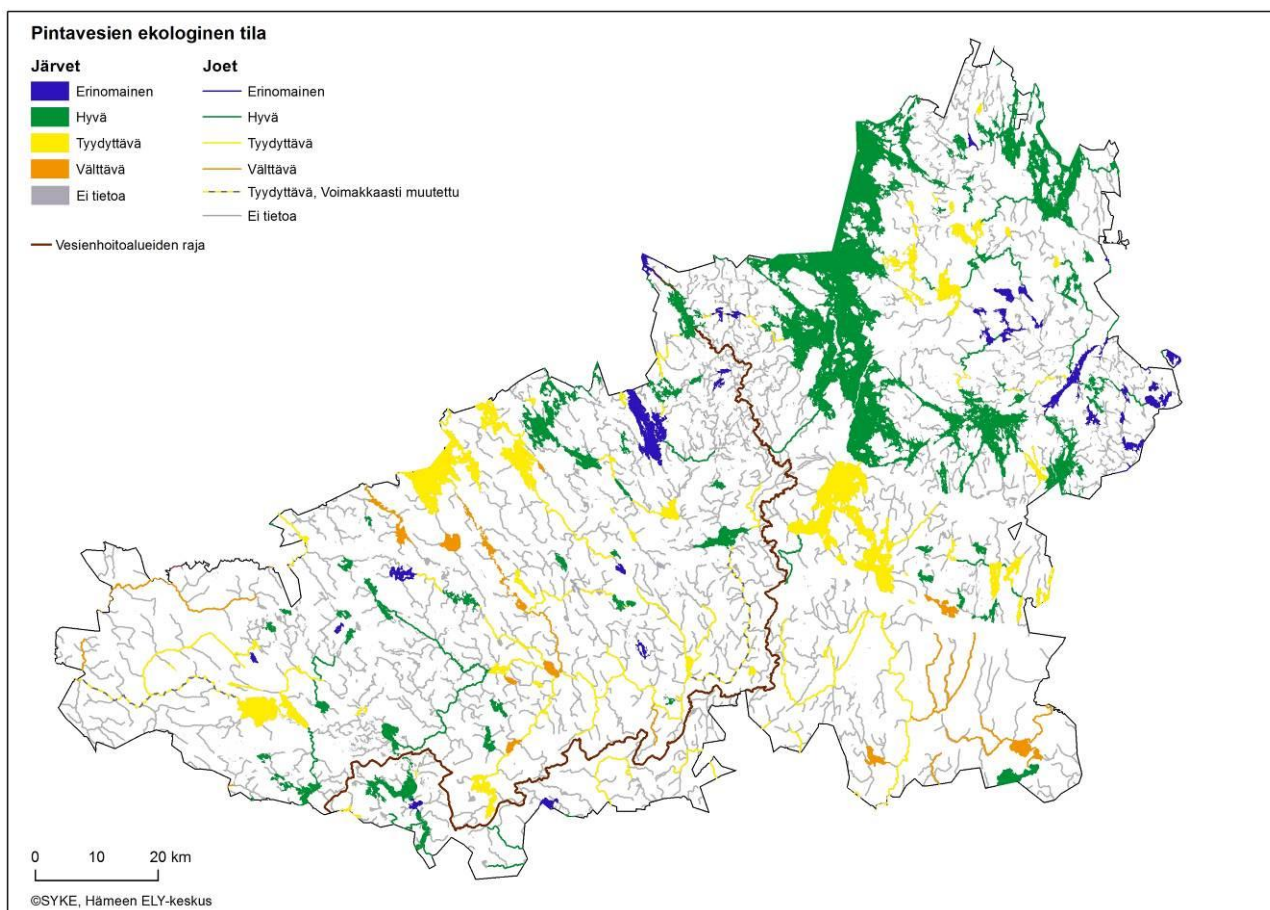 Pintavesien ekologinen tila
Järvet
Erinomainen
Hyvä
Tyydyttävä
Välttävä
Ei tietoa
Joet
Erinomainen
Hyvä
Tyydyttävä
Välttävä
Tyydyttävä, Voimakkaasti muutettu
Ei tietoa
Vesienhoitoalueiden raja
0 10 20 km
©SYKE, Hämeen ELY-keskus